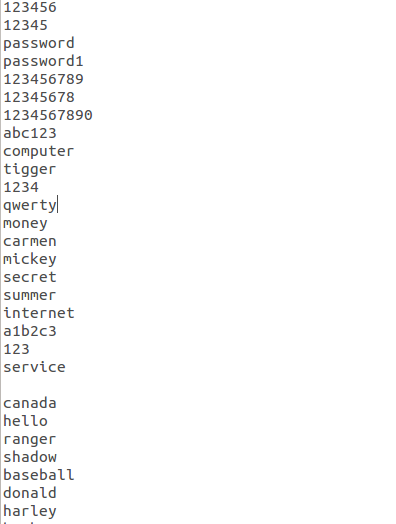 123456
12345
password
password1
123456789
12345678
1234567890
abc123
computer
tigger
1234
qwerty
money
carmen
mickey
secret
summer
internet
a1b2c3
123
service

canada
hello
ranger
shadow
baseball
donald
harley